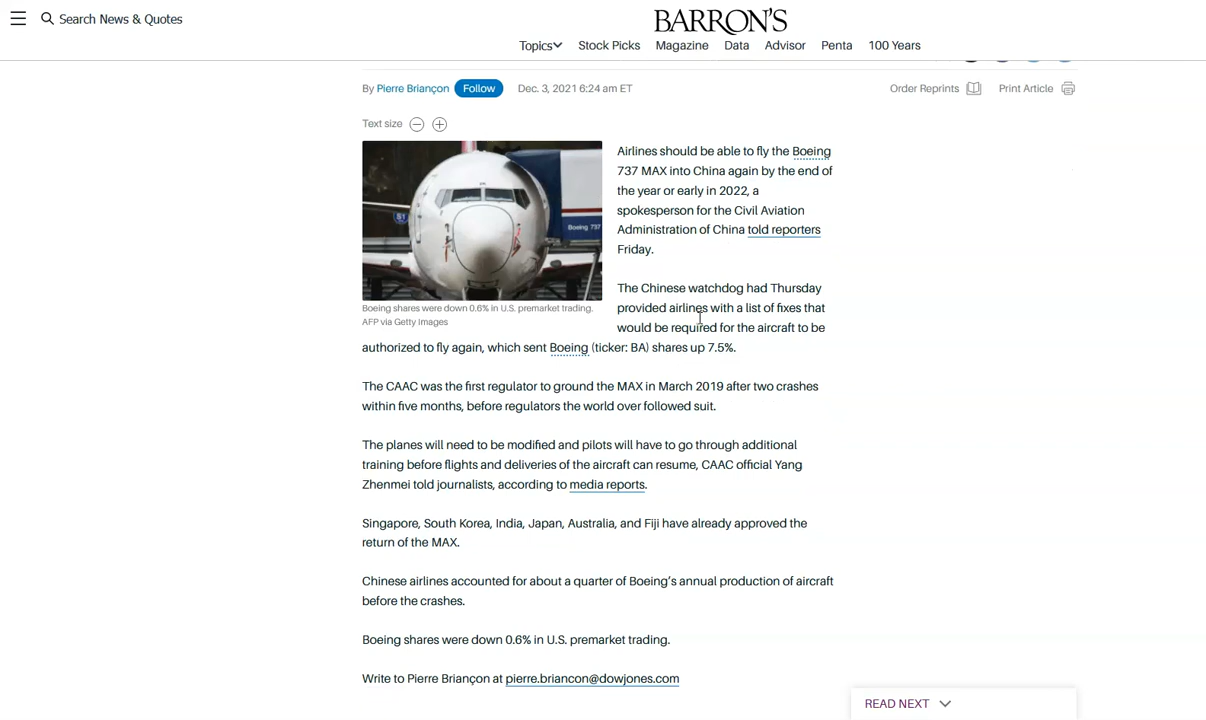 Search News & Quotes
BARRON'S
Topics Stock Picks Magazine Data Advisor Penta 100 Years
By Pierre Briançon Follow Dec. 3, 2021 6:24 am ET
Order Reprints Print Article
Text size
Boeing 737
Boeing shares were down 0.6% in U.S. premarket trading.
AFP via Getty Images
Airlines should be able to fly the Boeing
737 MAX into China again by the end of
the year or early in 2022, a
spokesperson for the Civil Aviation
Administration of China told reporters
Friday.
The Chinese watchdog had Thursday
provided airlines with a list of fixes that
would be required for the aircraft to be
authorized to fly again, which sent Boeing (ticker: BA) shares up 7.5%.
The CAAC was the first regulator to ground the MAX in March 2019 after two crashes
within five months, before regulators the world over followed suit.
The planes will need to be modified and pilots will have to go through additional
training before flights and deliveries of the aircraft can resume, CAAC official Yang
Zhenmei told journalists, according to media reports.
Singapore, South Korea, India, Japan, Australia, and Fiji have already approved the
return of the MAX.
Chinese airlines accounted for about a quarter of Boeing's annual production of aircraft
before the crashes.
Boeing shares were down 0.6% in U.S. premarket trading.
Write to Pierre Briançon at pierre.briancon@dowjones.com
READ NEXT